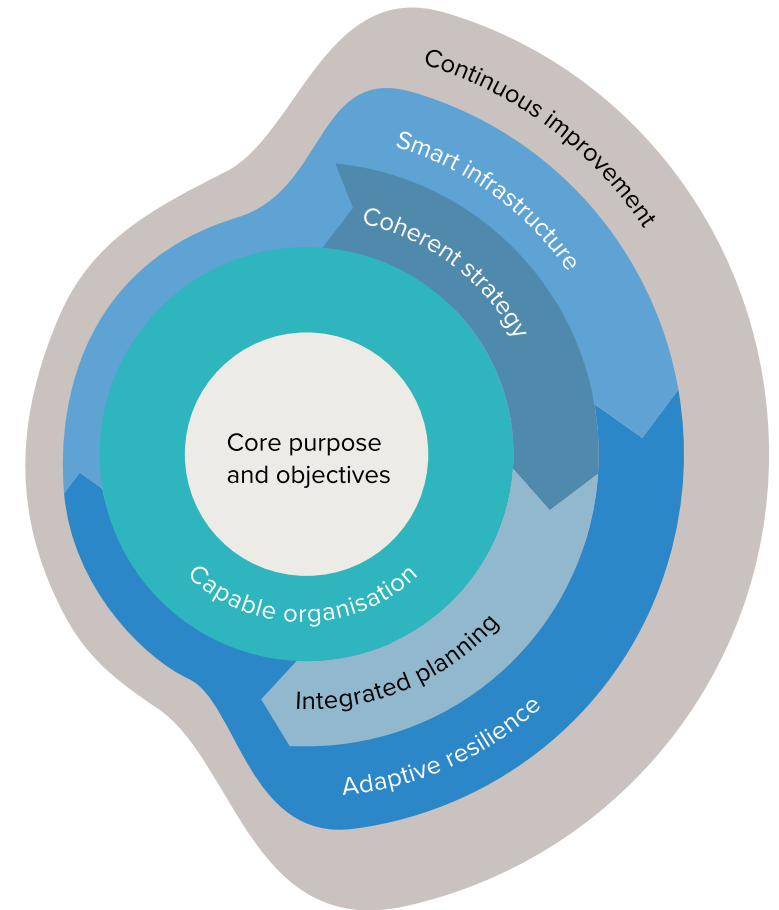 Continuous improvement
Smart infrastructure
Coherent strategy
Core purpose
and objectives
Capable organisation
Integrated planning
Adaptive resilience